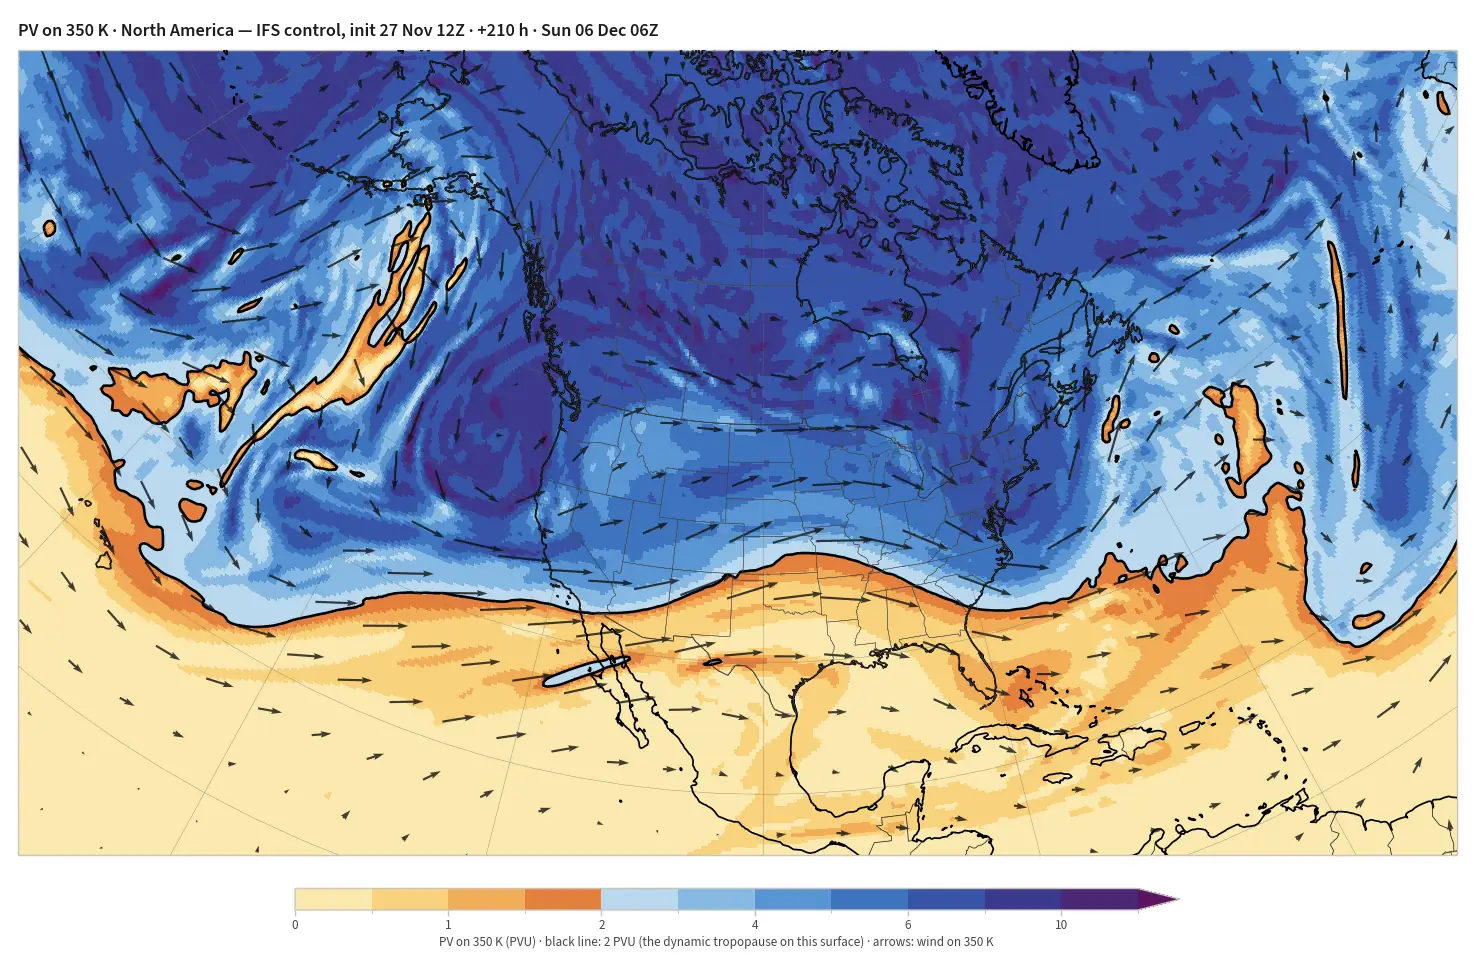 PV on 350 K · North America — IFS control, init 27 Nov 12Z · +210 h · Sun 06 Dec 06Z
0 1 2 4 6 10
PV on 350 K (PVU) · black line: 2 PVU (the dynamic tropopause on this surface) · arrows: wind on 350 K